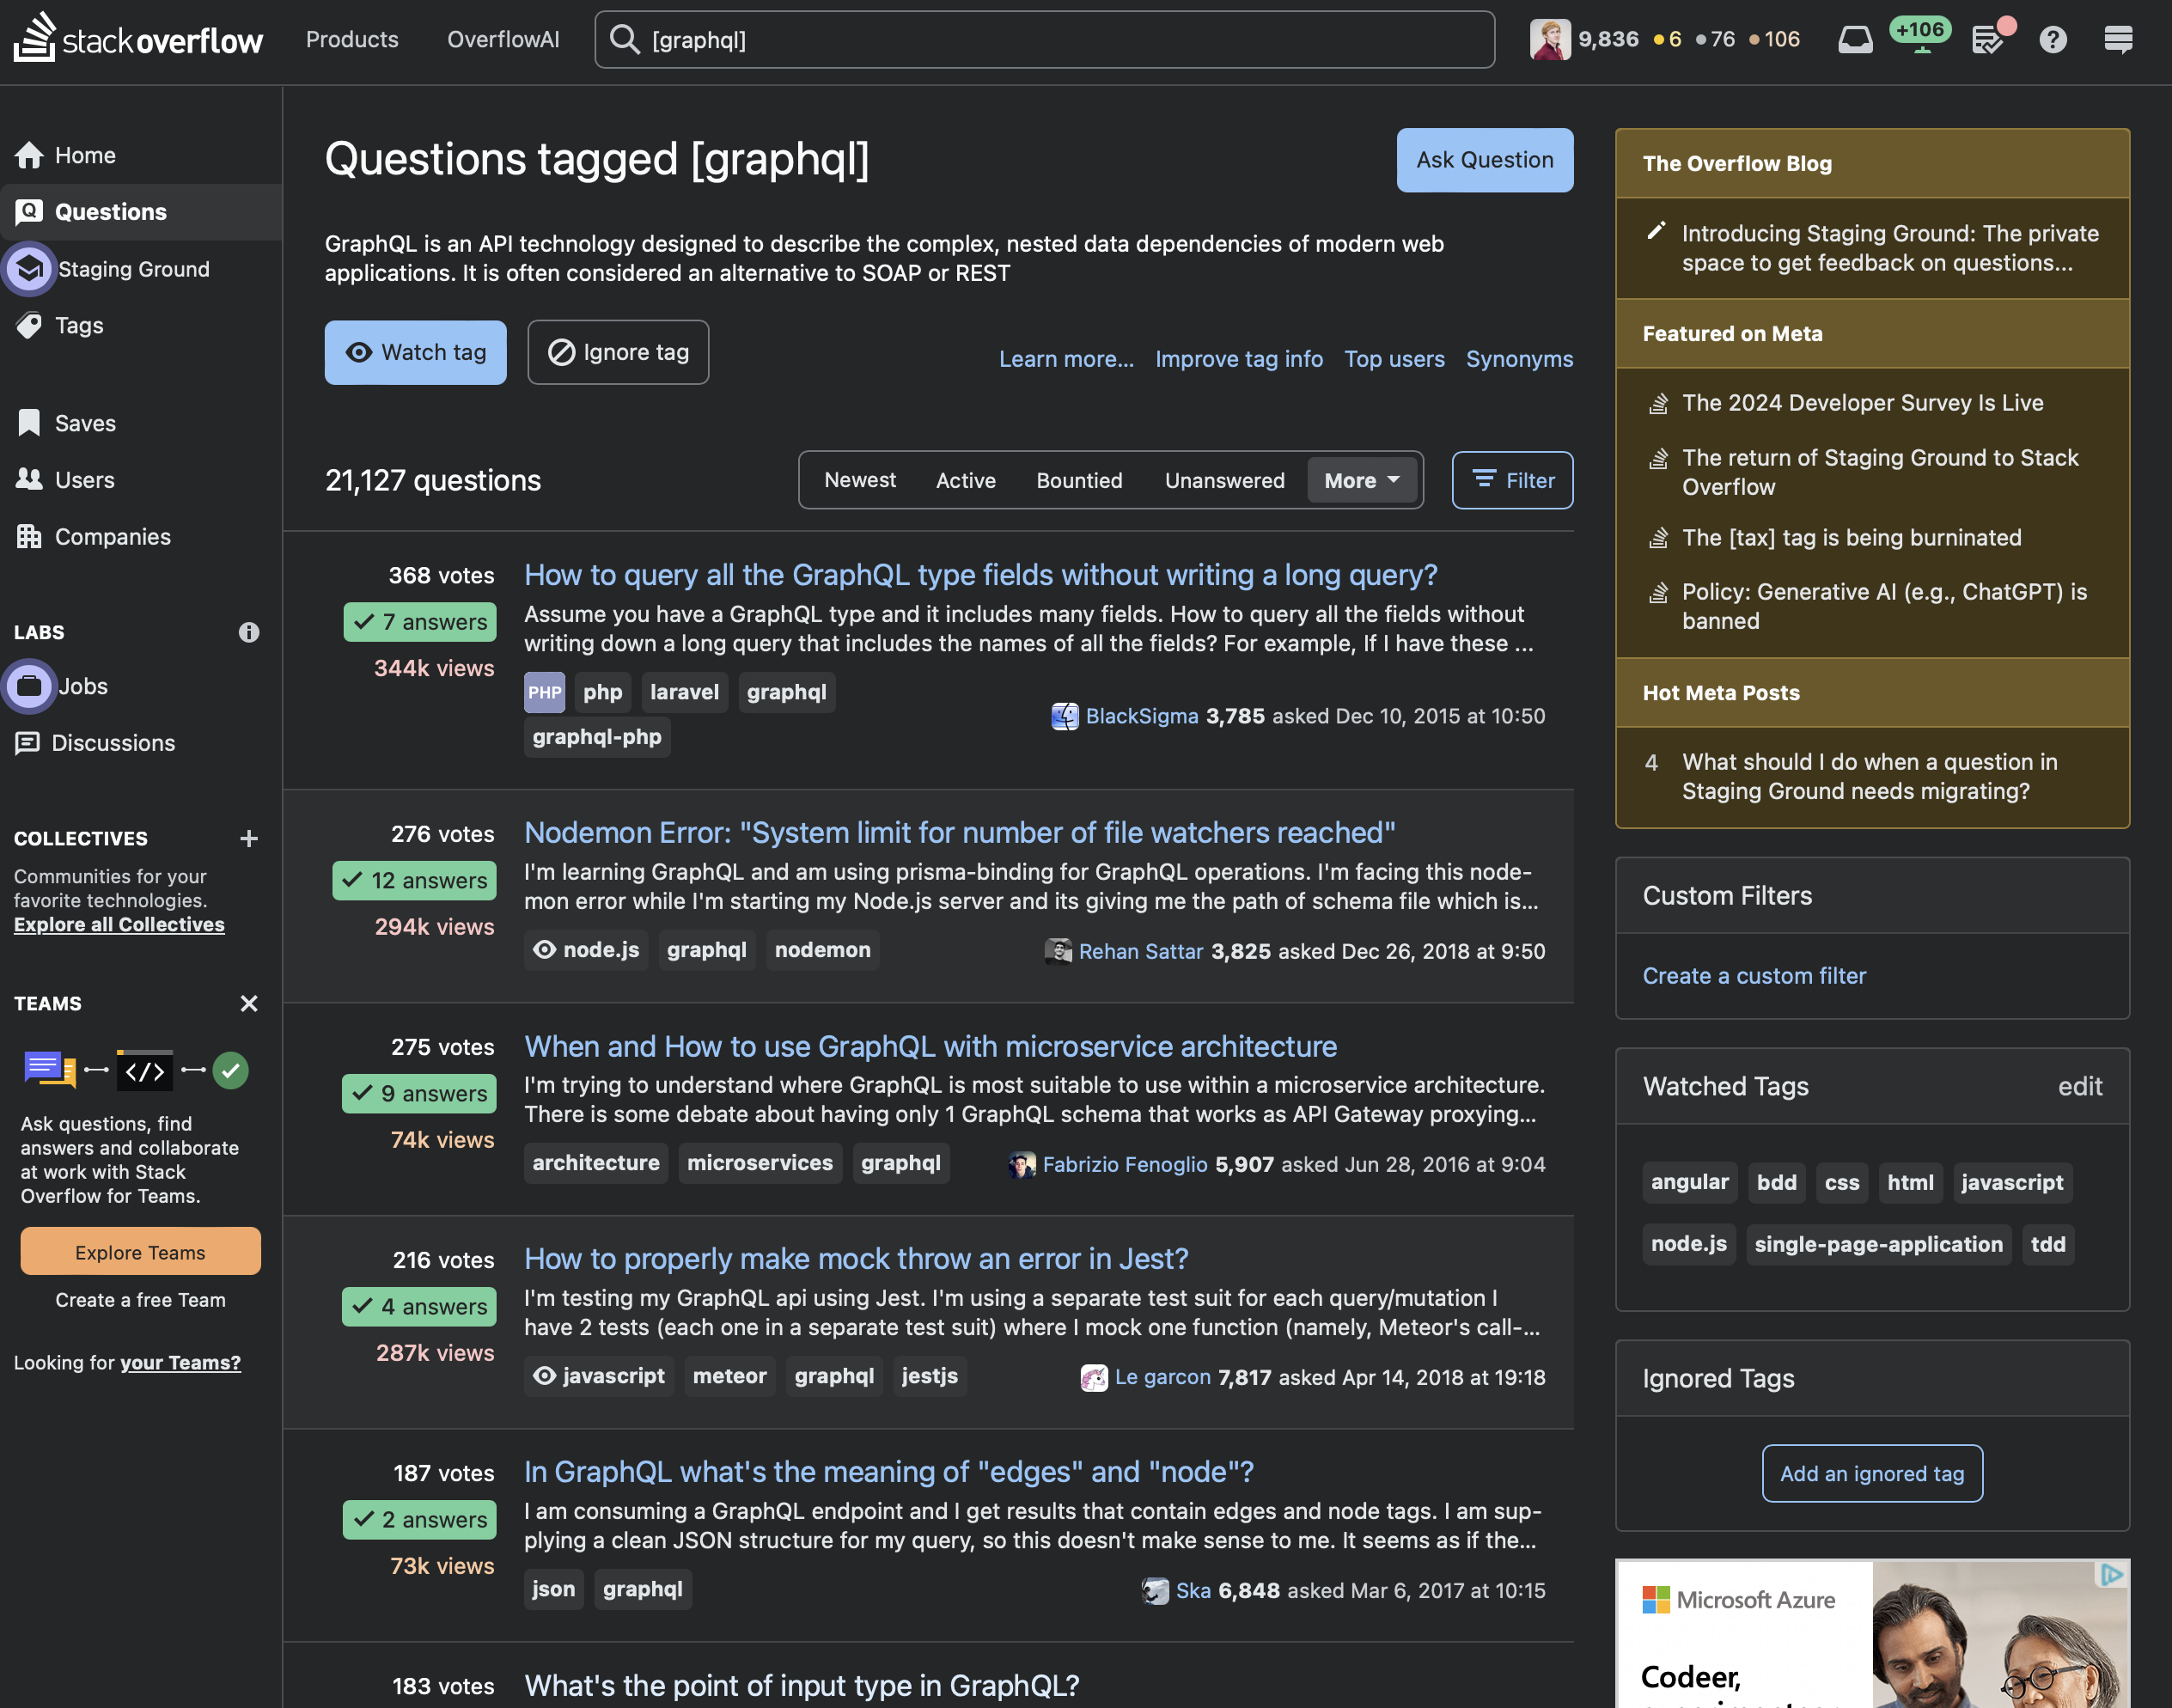 stackoverflow
Products
OverflowAI
[graphql]
9,836 6 76 106
+106
Home
Questions
Staging Ground
Tags
Saves
Users
Companies
LABS
Jobs
Discussions
COLLECTIVES
Communities for your
favorite technologies.
Explore all Collectives
TEAMS
</>
Ask questions, find
answers and collaborate
at work with Stack
Overflow for Teams.
Explore Teams
Create a free Team
Looking for your Teams?
Questions tagged [graphql]
Ask Question
GraphQL is an API technology designed to describe the complex, nested data dependencies of modern web
applications. It is often considered an alternative to SOAP or REST
Watch tag
Ignore tag
Learn more... Improve tag info Top users Synonyms
21,127 questions
Newest Active Bountied Unanswered More
Filter
368 votes
7 answers
344k views
How to query all the GraphQL type fields without writing a long query?
Assume you have a GraphQL type and it includes many fields. How to query all the fields without
writing down a long query that includes the names of all the fields? For example, If I have these ...
PHP php laravel graphql
graphql-php
BlackSigma 3,785 asked Dec 10, 2015 at 10:50
276 votes
12 answers
294k views
Nodemon Error: "System limit for number of file watchers reached"
I'm learning GraphQL and am using prisma-binding for GraphQL operations. I'm facing this node-
mon error while I'm starting my Node.js server and its giving me the path of schema file which is...
node.js graphql nodemon
Rehan Sattar 3,825 asked Dec 26, 2018 at 9:50
275 votes
9 answers
74k views
When and How to use GraphQL with microservice architecture
I'm trying to understand where GraphQL is most suitable to use within a microservice architecture.
There is some debate about having only 1 GraphQL schema that works as API Gateway proxying...
architecture microservices graphql
Fabrizio Fenoglio 5,907 asked Jun 28, 2016 at 9:04
216 votes
4 answers
287k views
How to properly make mock throw an error in Jest?
I'm testing my GraphQL api using Jest. I'm using a separate test suit for each query/mutation I
have 2 tests (each one in a separate test suit) where I mock one function (namely, Meteor's call-...
javascript meteor graphql jestjs
Le garcon 7,817 asked Apr 14, 2018 at 19:18
187 votes
2 answers
73k views
In GraphQL what's the meaning of "edges" and "node"?
I am consuming a GraphQL endpoint and I get results that contain edges and node tags. I am sup-
plying a clean JSON structure for my query, so this doesn't make sense to me. It seems as if the...
json graphql
Ska 6,848 asked Mar 6, 2017 at 10:15
183 votes
What's the point of input type in GraphQL?
The Overflow Blog
Introducing Staging Ground: The private
space to get feedback on questions...
Featured on Meta
The 2024 Developer Survey Is Live
The return of Staging Ground to Stack
Overflow
The [tax] tag is being burninated
Policy: Generative AI (e.g., ChatGPT) is
banned
Hot Meta Posts
4 What should I do when a question in
Staging Ground needs migrating?
Custom Filters
Create a custom filter
Watched Tags edit
angular bdd css html javascript
node.js single-page-application tdd
Ignored Tags
Add an ignored tag
Microsoft Azure
Codeer,